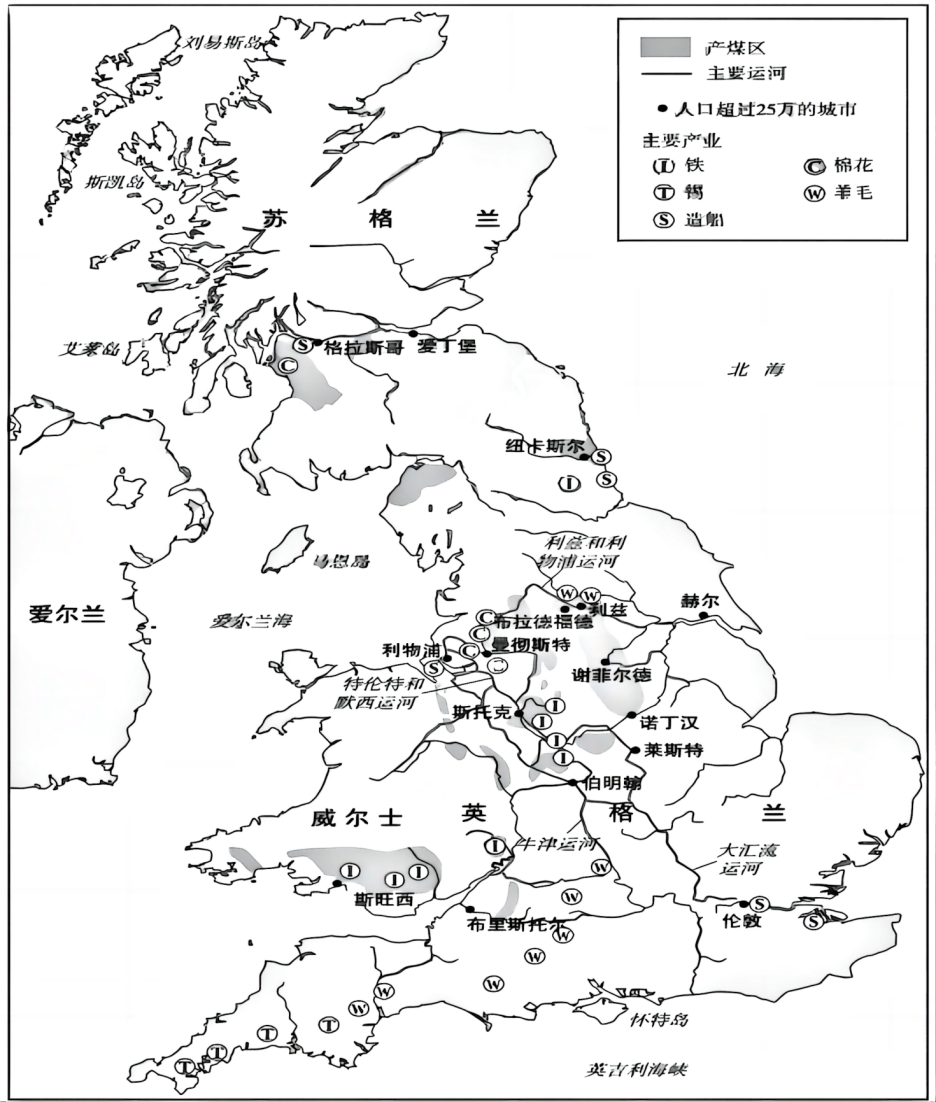 刘易斯岛
产煤区
主要运河
人口超过25万的城市
主要产业
I 铁
C 棉花
T 锡
W 羊毛
S 造船
斯凯岛
苏格兰
艾莱岛
S
格拉斯哥
爱丁堡
C
北海
纽卡斯尔
S
I
S
利兹和利
物浦运河
马恩岛
W
W
爱尔兰
爱尔兰海
利兹
赫尔
C
布拉德福德
C
曼彻斯特
利物浦
C
S
C
谢菲尔德
特伦特和
默西运河
斯托克
I
I
诺丁汉
I
莱斯特
I
伯明翰
威尔士
英格兰
I
牛津运河
大汇流
运河
I
I
I
W
斯旺西
W
伦敦
S
S
布里斯托尔
W
W
W
W
W
怀特岛
T
T
T
T
英吉利海峡